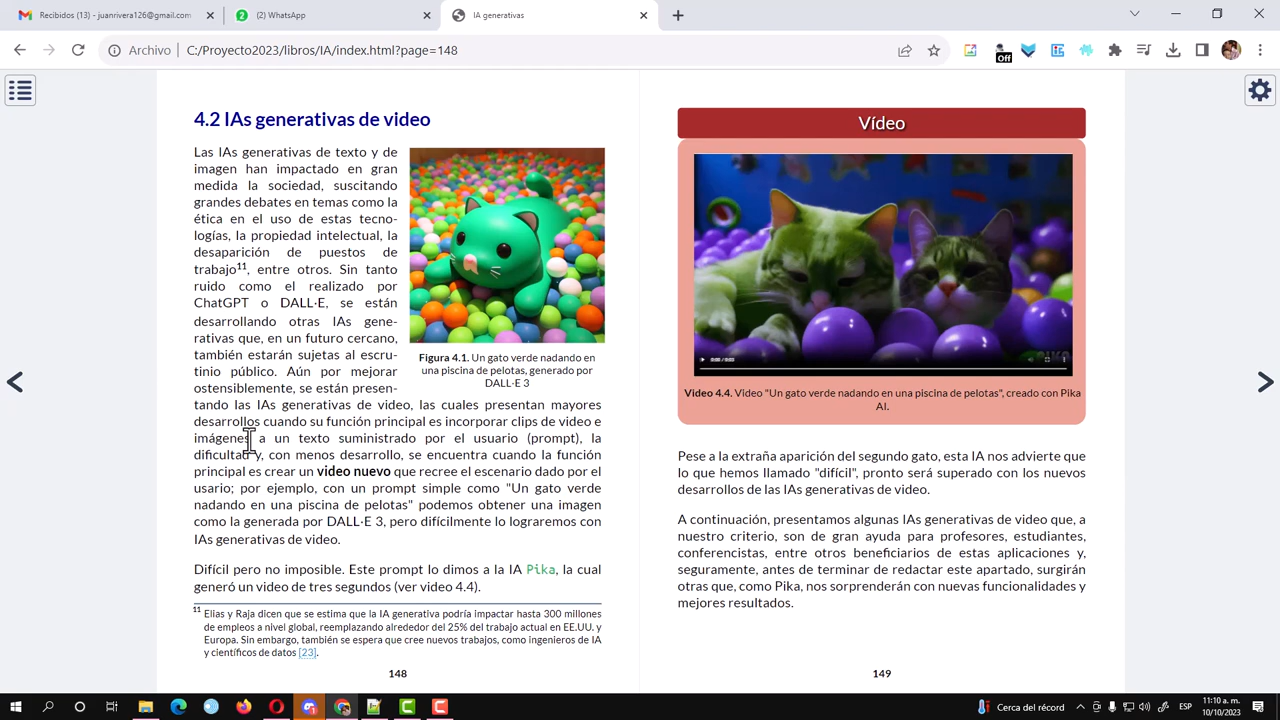 Recibidos (13) - juanrivera126@gmail.com
(2) WhatsApp
IA generativas
Archivo
C:/Proyecto2023/libros/IA/index.html?page=148
Off
4.2 IAs generativas de video
Las IAs generativas de texto y de
imagen han impactado en gran
medida la sociedad, suscitando
grandes debates en temas como la
ética en el uso de estas tecno-
logías, la propiedad intelectual, la
desaparición de puestos de
trabajo11, entre otros. Sin tanto
ruido como el realizado por
ChatGPT o DALL·E, se están
desarrollando otras IAs gene-
rativas que, en un futuro cercano,
también estarán sujetas al escru-
tinio público. Aún por mejorar
ostensiblemente, se están presen-
tando las IAs generativas de video, las cuales presentan mayores
desarrollos cuando su función principal es incorporar clips de video e
imágenes a un texto suministrado por el usuario (prompt), la
dificultad y, con menos desarrollo, se encuentra cuando la función
principal es crear un video nuevo que recree el escenario dado por el
usario; por ejemplo, con un prompt simple como "Un gato verde
nadando en una piscina de pelotas" podemos obtener una imagen
como la generada por DALL·E 3, pero difícilmente lo lograremos con
IAs generativas de video.
Figura 4.1. Un gato verde nadando en
una piscina de pelotas, generado por
DALL·E 3
Difícil pero no imposible. Este prompt lo dimos a la IA Pika, la cual
generó un video de tres segundos (ver video 4.4).
11 Elias y Raja dicen que se estima que la IA generativa podría impactar hasta 300 millones
de empleos a nivel global, reemplazando alrededor del 25% del trabajo actual en EE.UU. y
Europa. Sin embargo, también se espera que cree nuevos trabajos, como ingenieros de IA
y científicos de datos [23].
148
Vídeo
0:00 / 0:03
Video 4.4. Video "Un gato verde nadando en una piscina de pelotas", creado con Pika
AI.
Pese a la extraña aparición del segundo gato, esta IA nos advierte que
lo que hemos llamado "difícil", pronto será superado con los nuevos
desarrollos de las IAs generativas de video.
A continuación, presentamos algunas IAs generativas de video que, a
nuestro criterio, son de gran ayuda para profesores, estudiantes,
conferencistas, entre otros beneficiarios de estas aplicaciones y,
seguramente, antes de terminar de redactar este apartado, surgirán
otras que, como Pika, nos sorprenderán con nuevas funcionalidades y
mejores resultados.
149
Cerca del récord
ESP
11:10 a. m.
10/10/2023